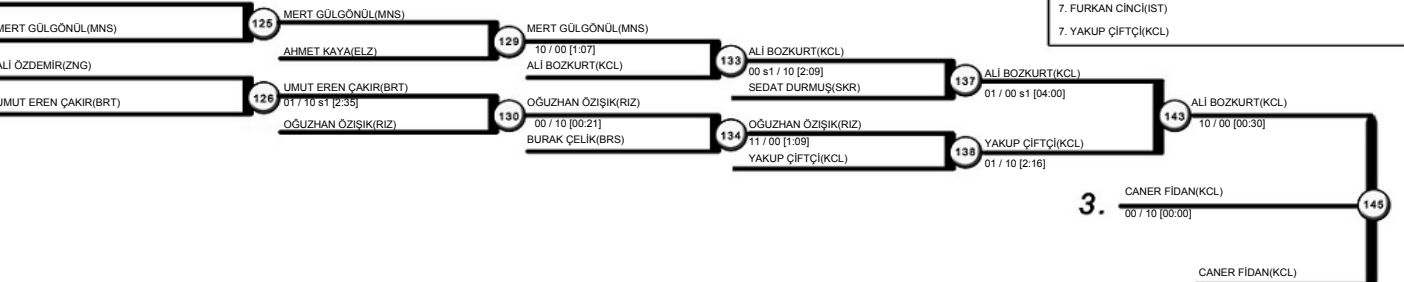 7. FURKAN CİNCİ(IST)
7. YAKUP ÇİFTÇİ(KCL)
MERT GÜLGÖNÜL(MNS)
125
MERT GÜLGÖNÜL(MNS)
AHMET KAYA(ELZ)
129
MERT GÜLGÖNÜL(MNS)
10 / 00 [1:07]
ALİ BOZKURT(KCL)
133
ALİ BOZKURT(KCL)
00 s1 / 10 [2:09]
SEDAT DURMUŞ(SKR)
137
ALİ BOZKURT(KCL)
01 / 00 s1 [04:00]
143
ALİ BOZKURT(KCL)
10 / 00 [00:30]
ALİ ÖZDEMİR(ZNG)
UMUT EREN ÇAKIR(BRT)
126
UMUT EREN ÇAKIR(BRT)
01 / 10 s1 [2:35]
OĞUZHAN ÖZIŞIK(RIZ)
130
OĞUZHAN ÖZIŞIK(RIZ)
00 / 10 [00:21]
BURAK ÇELİK(BRS)
134
OĞUZHAN ÖZIŞIK(RIZ)
11 / 00 [1:09]
YAKUP ÇİFTÇİ(KCL)
138
YAKUP ÇİFTÇİ(KCL)
01 / 10 [2:16]
3.
CANER FİDAN(KCL)
00 / 10 [00:00]
145
CANER FİDAN(KCL)